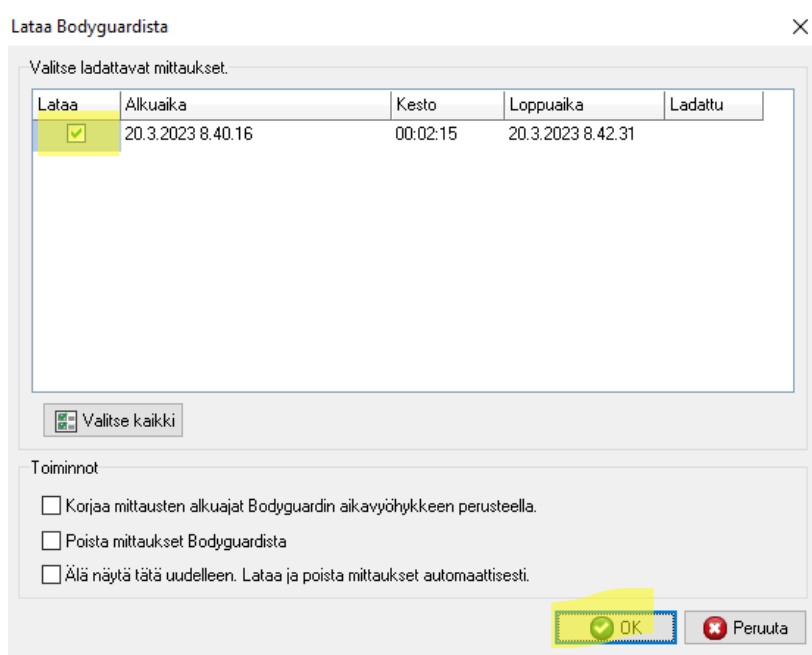 Lataa Bodyguardista
Valitse ladattavat mittaukset.
Lataa Alkuaika Kesto Loppuaika Ladattu
20.3.2023 8.40.16 00:02:15 20.3.2023 8.42.31
Valitse kaikki
Toiminnot
Korjaa mittausten alkuajat Bodyguardin aikavyöhykkeen perusteella.
Poista mittaukset Bodyguardista
Älä näytä tätä uudelleen. Lataa ja poista mittaukset automaattisesti.
OK Peruuta